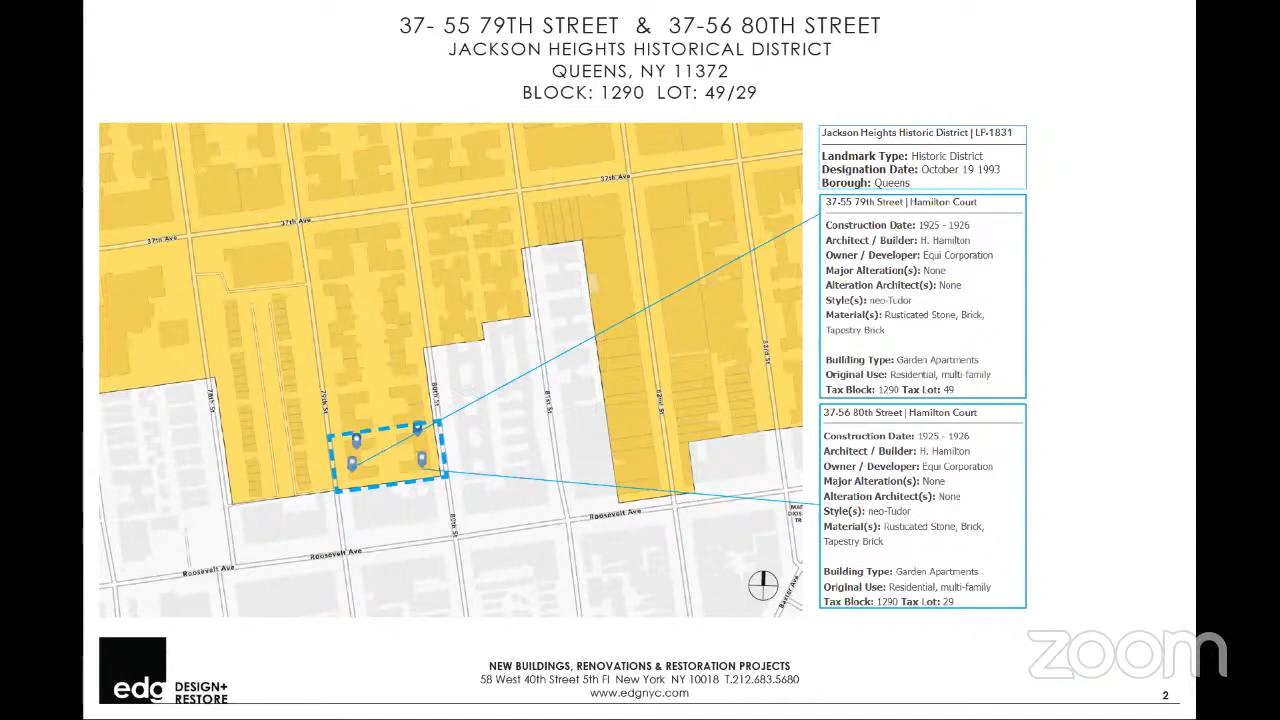 37- 55 79TH STREET & 37-56 80TH STREET
JACKSON HEIGHTS HISTORICAL DISTRICT
QUEENS, NY 11372
BLOCK: 1290 LOT: 49/29
37th Ave
37th Ave
37th Ave
78th St
79th St
80th St
81st St
82nd St
83rd St
80th St
Roosevelt Ave
Roosevelt Ave
Roosevelt Ave
Baxter Ave
Jackson Heights Historic District | LP-1831
Landmark Type: Historic District
Designation Date: October 19 1993
Borough: Queens
37-55 79th Street | Hamilton Court
Construction Date: 1925 - 1926
Architect / Builder: H. Hamilton
Owner / Developer: Equi Corporation
Major Alteration(s): None
Alteration Architect(s): None
Style(s): neo-Tudor
Material(s): Rusticated Stone, Brick,
Tapestry Brick
Building Type: Garden Apartments
Original Use: Residential, multi-family
Tax Block: 1290 Tax Lot: 49
37-56 80th Street | Hamilton Court
Construction Date: 1925 - 1926
Architect / Builder: H. Hamilton
Owner / Developer: Equi Corporation
Major Alteration(s): None
Alteration Architect(s): None
Style(s): neo-Tudor
Material(s): Rusticated Stone, Brick,
Tapestry Brick
Building Type: Garden Apartments
Original Use: Residential, multi-family
Tax Block: 1290 Tax Lot: 29
edg DESIGN+
RESTORE
NEW BUILDINGS, RENOVATIONS & RESTORATION PROJECTS
58 West 40th Street 5th Fl New York NY 10018 T.212.683.5680
www.edgnyc.com
2
zoom